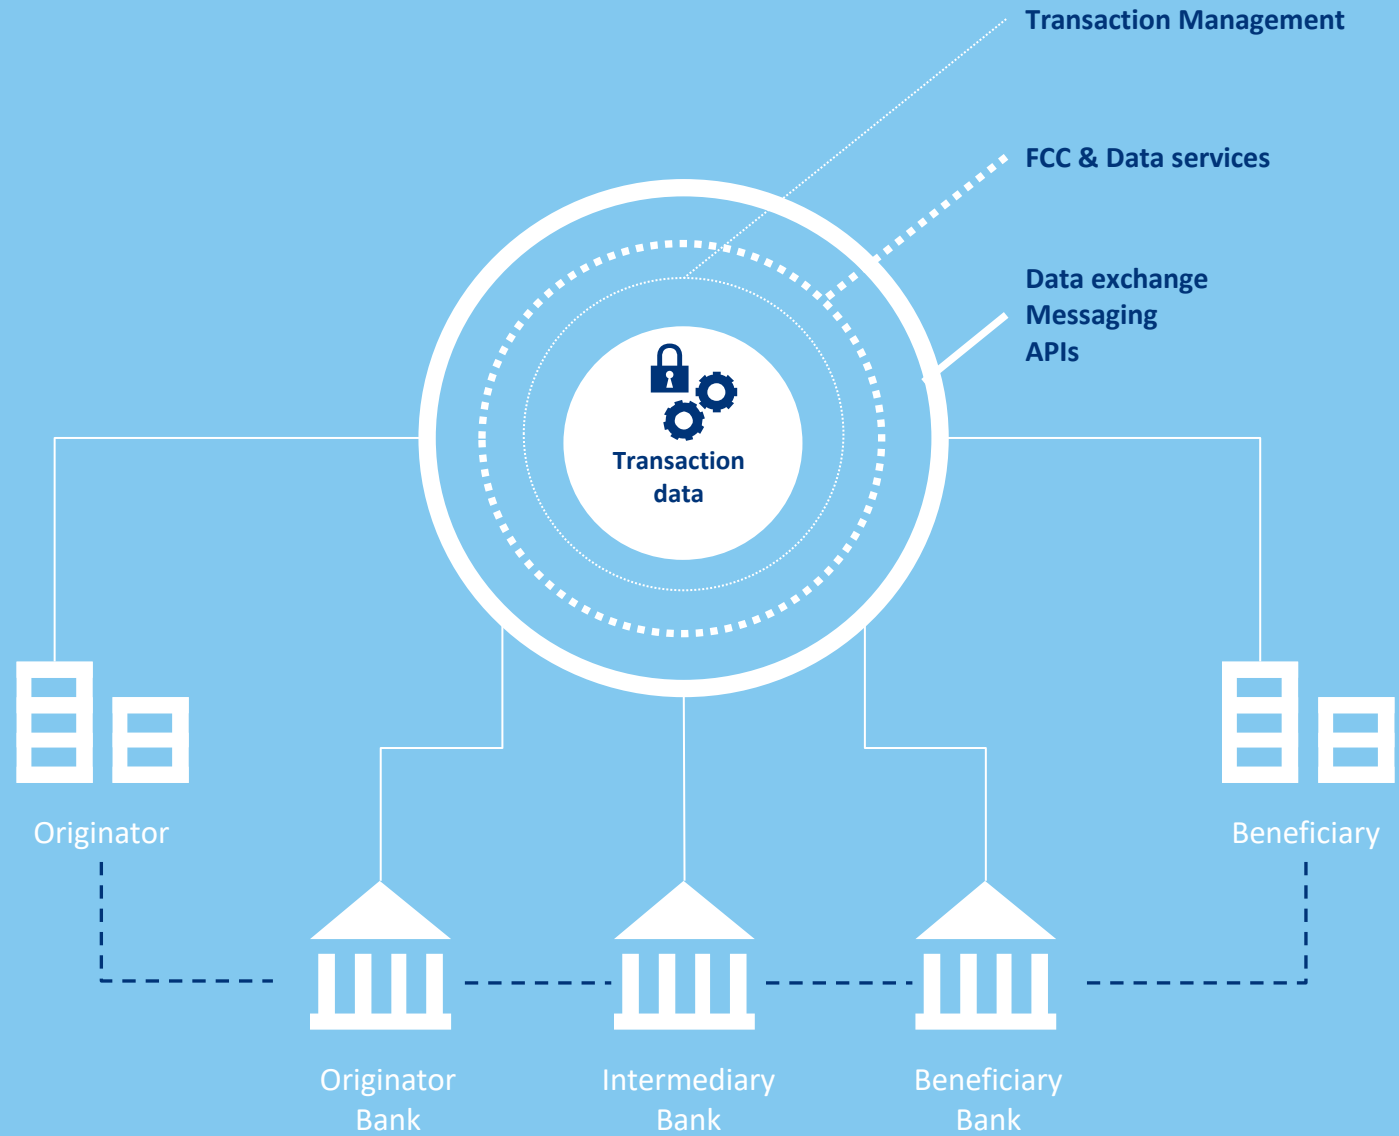 Transaction Management
FCC & Data services
Data exchange
Messaging
APIs
Transaction
data
Originator
Beneficiary
Originator
Bank
Intermediary
Bank
Beneficiary
Bank